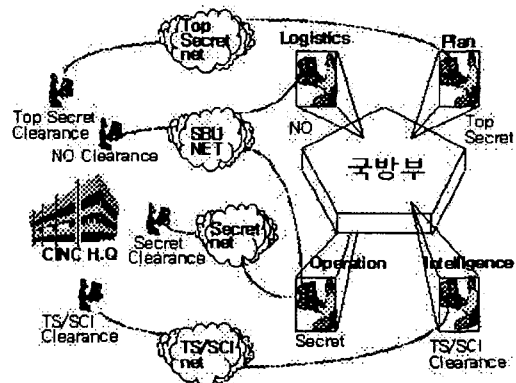 Top
Secret
net
Logistics
Plan
Top Secret
Clearance
NO Clearance
SBU
NET
NO
Top
Secret
국방부
CINC H.Q
Secret
Clearance
Secret
net
Operation
Intelligence
TS/SCI
Clearance
TS/SCI
net
Secret
TS/SCI
Clearance